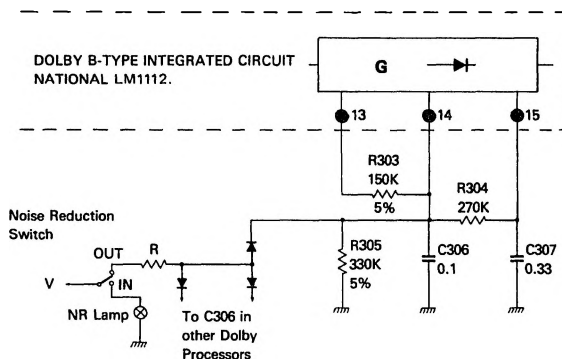 DOLBY B-TYPE INTEGRATED CIRCUIT
NATIONAL LM1112.
G
13
14
15
R303
150K
5%
R304
270K
Noise Reduction
Switch
OUT
R
V
IN
NR Lamp
R305
330K
5%
C306
0.1
C307
0.33
To C306 in
other Dolby
Processors